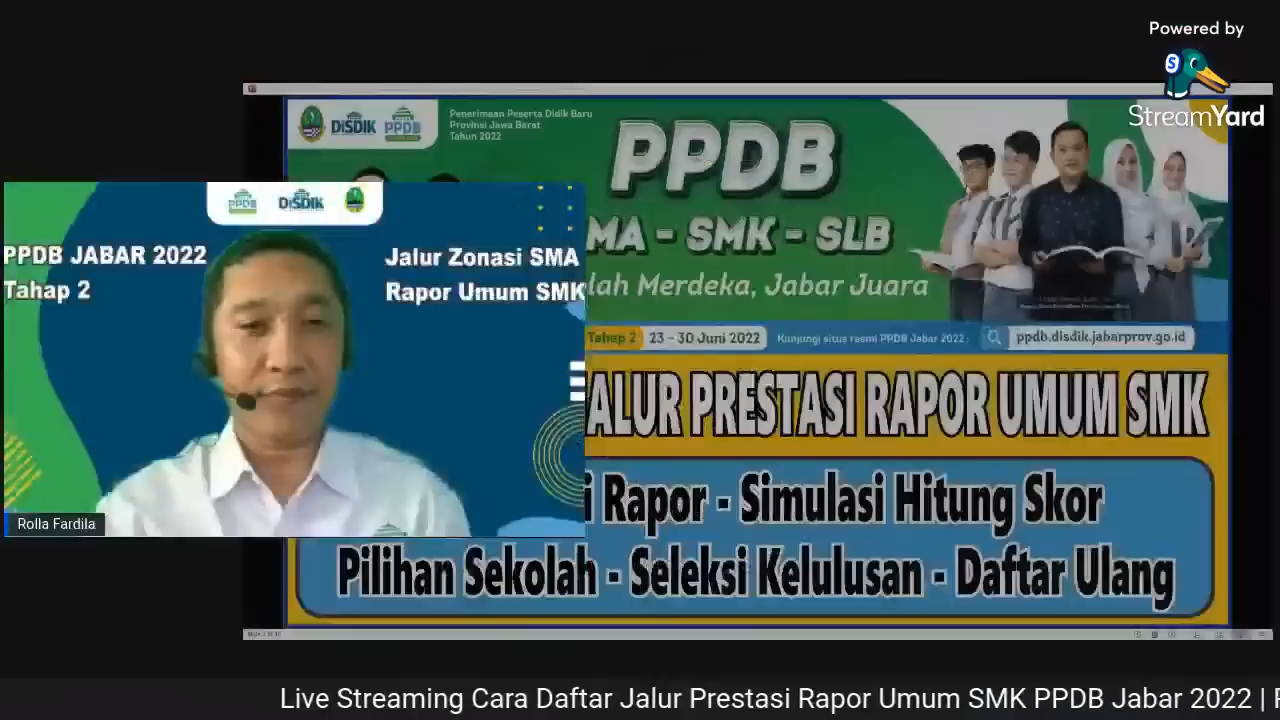 Powered by
StreamYard
DISDIK PPDB
Penerimaan Peserta Didik Baru
Provinsi Jawa Barat
Tahun 2022
PPDB
MA - SMK - SLB
lah Merdeka, Jabar Juara
Tahap 2 23 - 30 Juni 2022 Kunjungi situs resmi PPDB Jabar 2022 : ppdb.disdik.jabarprov.go.id
ALUR PRESTASI RAPOR UMUM SMK
i Rapor - Simulasi Hitung Skor
Pilihan Sekolah - Seleksi Kelulusan - Daftar Ulang
PPDB DISDIK
PPDB JABAR 2022
Tahap 2
Jalur Zonasi SMA
Rapor Umum SMK
Rolla Fardila
Live Streaming Cara Daftar Jalur Prestasi Rapor Umum SMK PPDB Jabar 2022 |